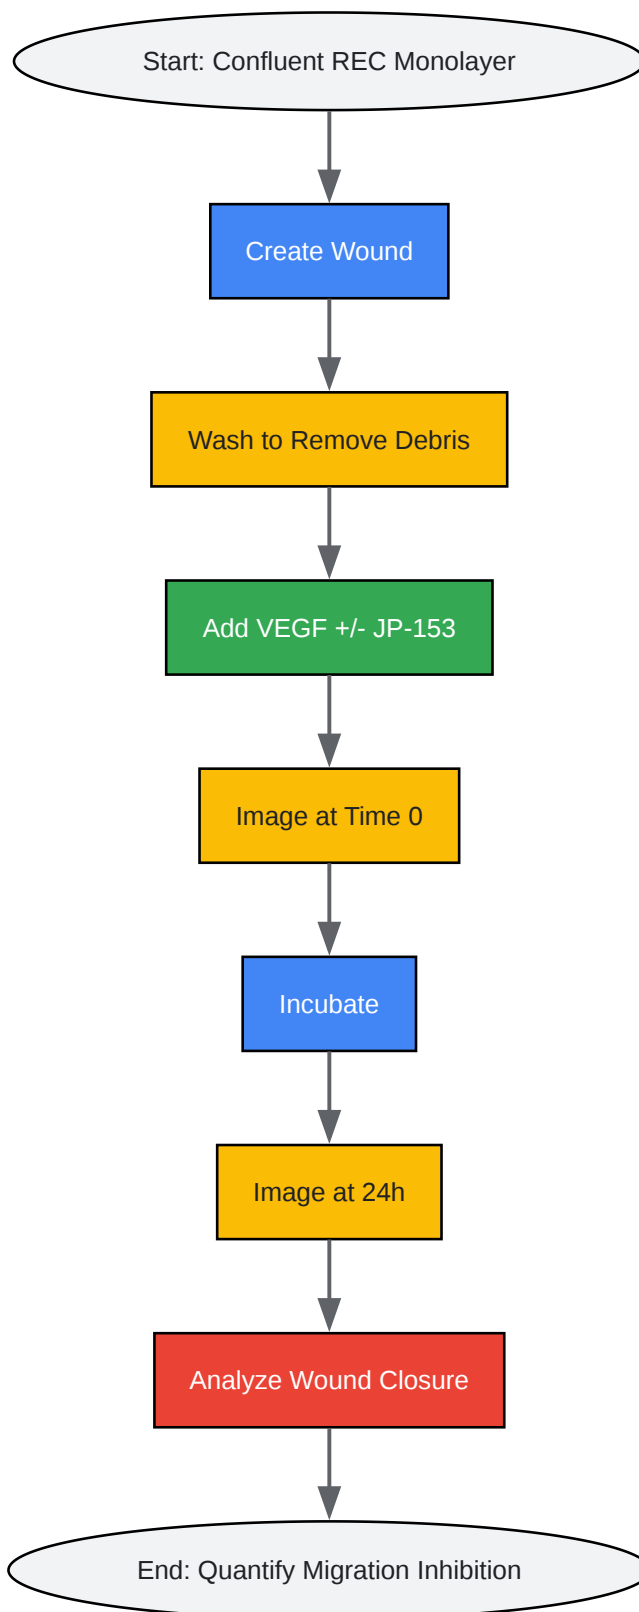 Start: Confluent REC Monolayer
Create Wound
Wash to Remove Debris
Add VEGF +/- JP-153
Image at Time 0
Incubate
Image at 24h
Analyze Wound Closure
End: Quantify Migration Inhibition